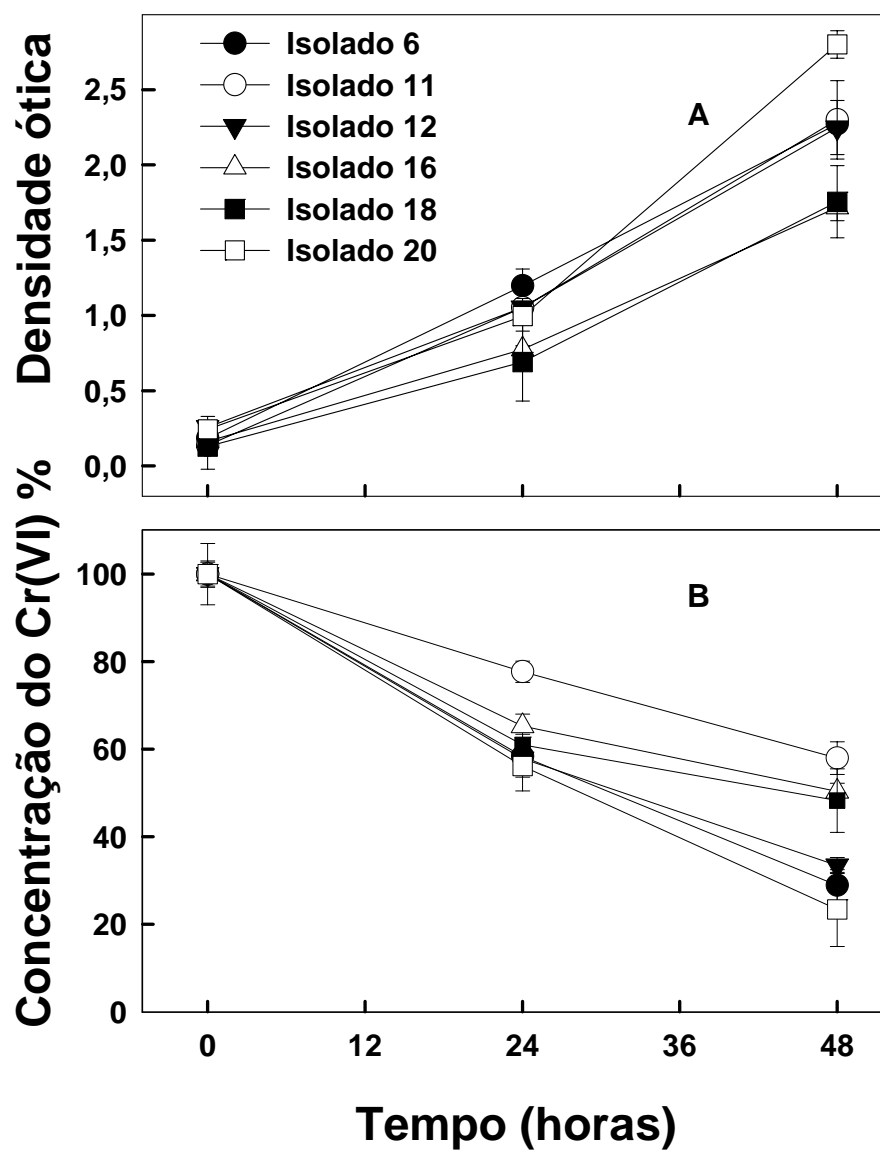 Densidade ótica
Isolado 6
Isolado 11
Isolado 12
Isolado 16
Isolado 18
Isolado 20
A
2,5
2,0
1,5
1,0
0,5
0,0
Concentração do Cr(VI) %
B
100
80
60
40
20
0
0 12 24 36 48
Tempo (horas)